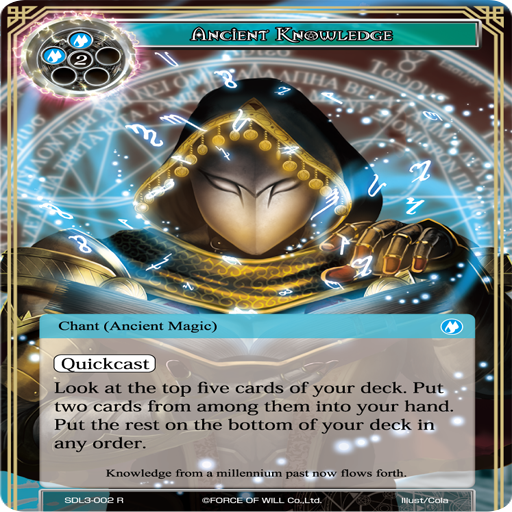 Ancient Knowledge
2
Chant (Ancient Magic)
Quickcast
Look at the top five cards of your deck. Put
two cards from among them into your hand.
Put the rest on the bottom of your deck in
any order.
Knowledge from a millennium past now flows forth.
SDL3-002 R
©FORCE OF WILL Co.,Ltd.
Illust/Cola